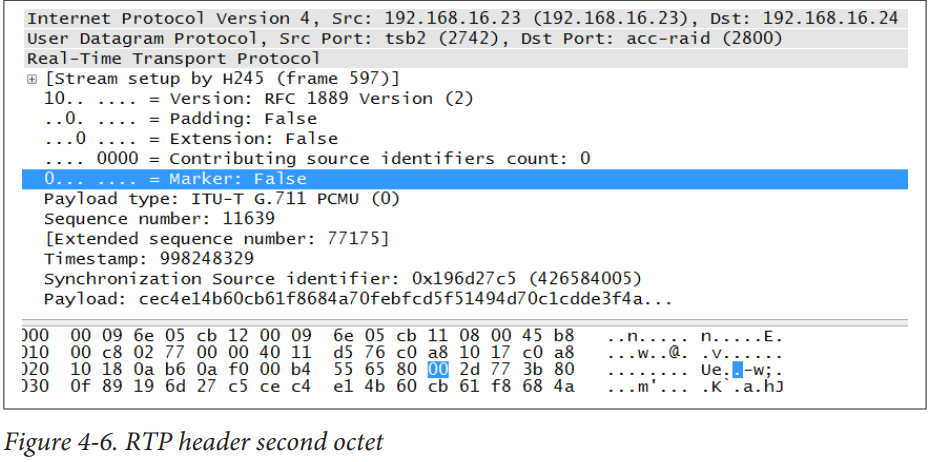 Internet Protocol Version 4, Src: 192.168.16.23 (192.168.16.23), Dst: 192.168.16.24
User Datagram Protocol, Src Port: tsb2 (2742), Dst Port: acc-raid (2800)
Real-Time Transport Protocol
[Stream setup by H245 (frame 597)]
10.. .... = Version: RFC 1889 Version (2)
..0. .... = Padding: False
...0 .... = Extension: False
.... 0000 = Contributing source identifiers count: 0
0... .... = Marker: False
Payload type: ITU-T G.711 PCMU (0)
Sequence number: 11639
[Extended sequence number: 77175]
Timestamp: 998248329
Synchronization Source identifier: 0x196d27c5 (426584005)
Payload: cec4e14b60cb61f8684a70febfcd5f51494d70c1cdde3f4a...
000 00 09 6e 05 cb 12 00 09 6e 05 cb 11 08 00 45 b8 ..n..... n.....E.
010 00 c8 02 77 00 00 40 11 d5 76 c0 a8 10 17 c0 a8 ...w..@. .v......
020 10 18 0a b6 0a f0 00 b4 55 65 80 00 2d 77 3b 80 ........ Ue..-w;.
030 0f 89 19 6d 27 c5 ce c4 e1 4b 60 cb 61 f8 68 4a ...m'... .K`.a.hJ
Figure 4-6. RTP header second octet